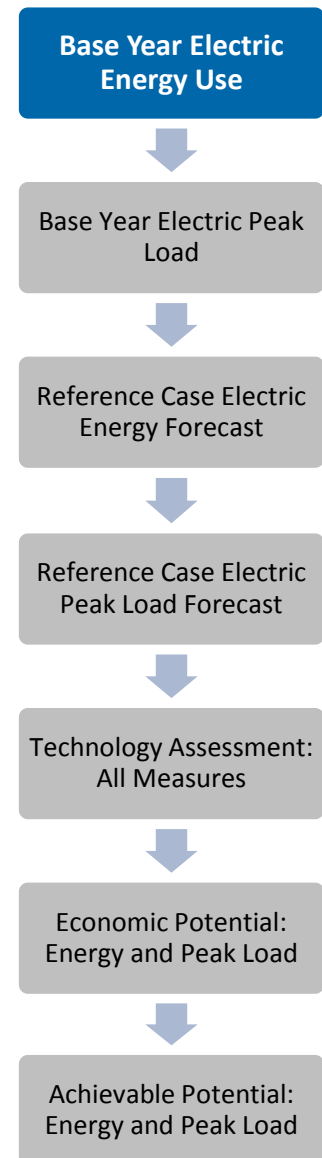 Base Year Electric
Energy Use
Base Year Electric Peak
Load
Reference Case Electric
Energy Forecast
Reference Case Electric
Peak Load Forecast
Technology Assessment:
All Measures
Economic Potential:
Energy and Peak Load
Achievable Potential:
Energy and Peak Load